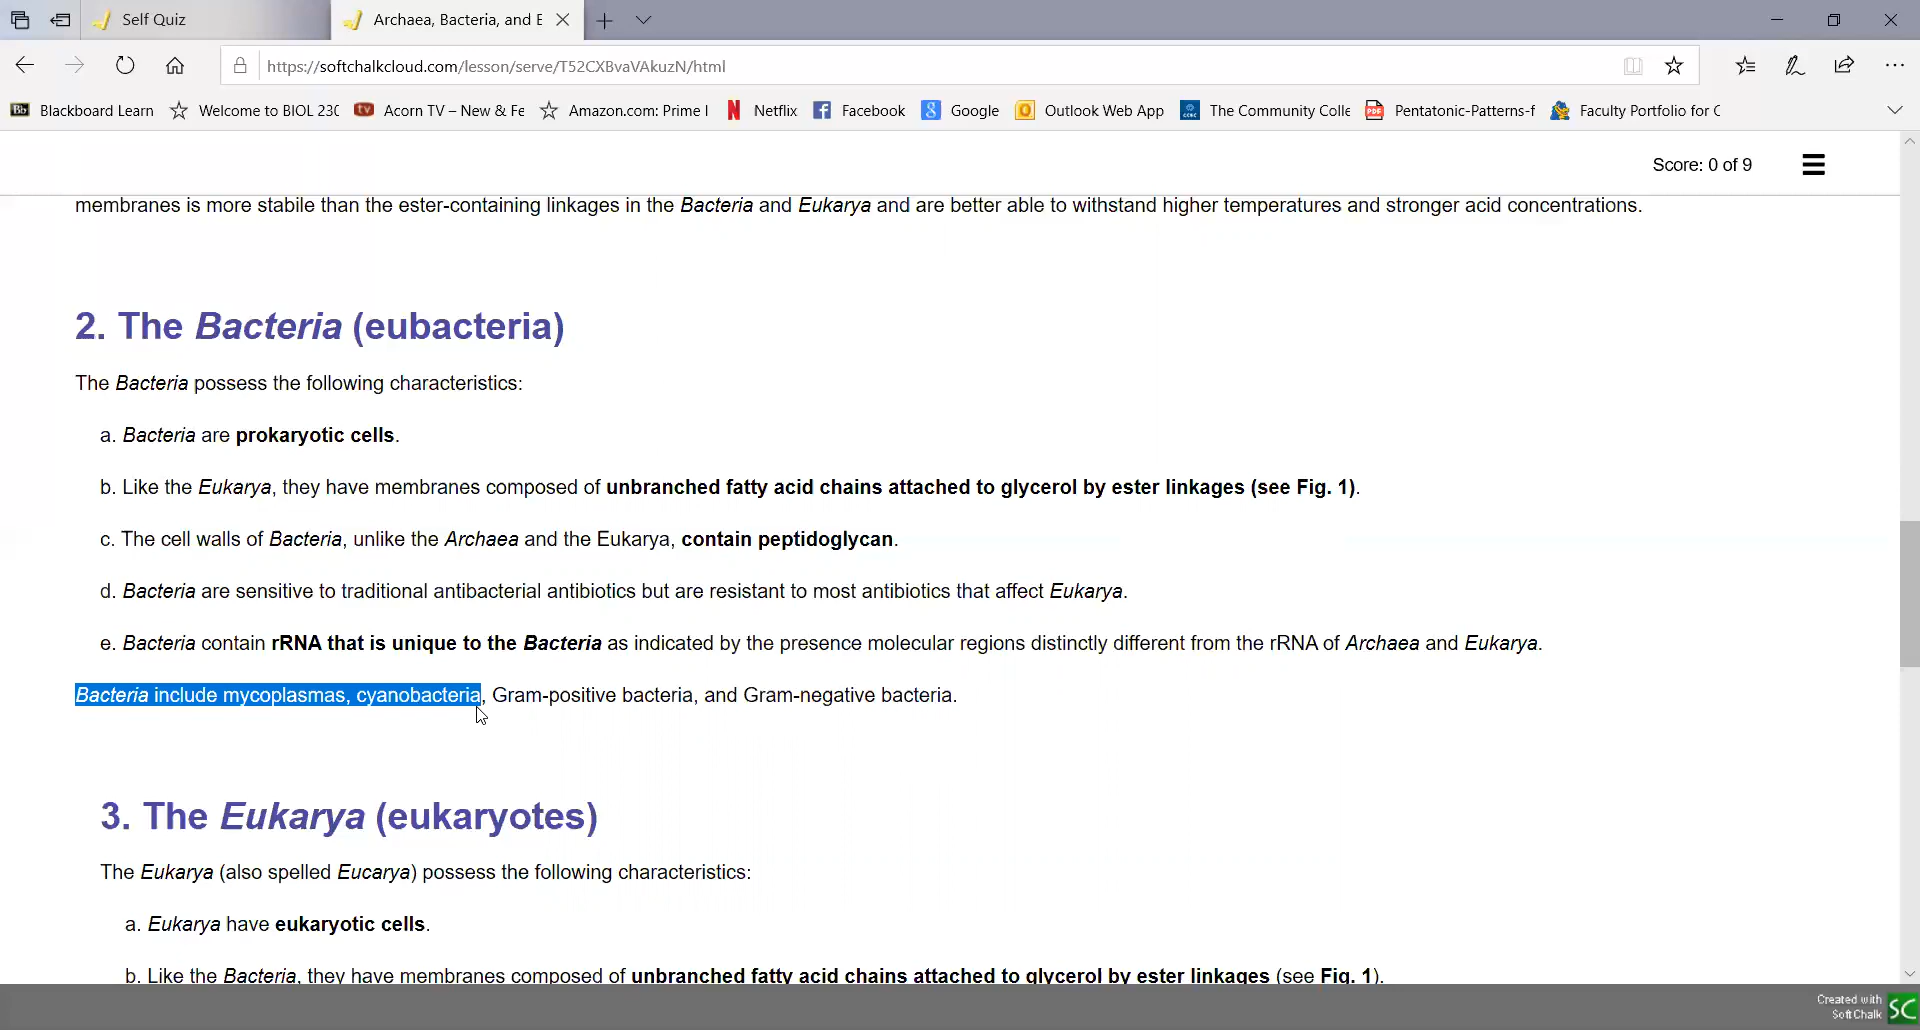 Self Quiz
Archaea, Bacteria, and E
https://softchalkcloud.com/lesson/serve/T52CXBvaVAkuzN/html
Bb Blackboard Learn Welcome to BIOL 230 tv Acorn TV – New & Fe Amazon.com: Prime I N Netflix f Facebook 8 Google Outlook Web App CCBC The Community Colle PDF Pentatonic-Patterns-f Faculty Portfolio for C
Score: 0 of 9
membranes is more stabile than the ester-containing linkages in the Bacteria and Eukarya and are better able to withstand higher temperatures and stronger acid concentrations.
2. The Bacteria (eubacteria)
The Bacteria possess the following characteristics:
a. Bacteria are prokaryotic cells.
b. Like the Eukarya, they have membranes composed of unbranched fatty acid chains attached to glycerol by ester linkages (see Fig. 1).
c. The cell walls of Bacteria, unlike the Archaea and the Eukarya, contain peptidoglycan.
d. Bacteria are sensitive to traditional antibacterial antibiotics but are resistant to most antibiotics that affect Eukarya.
e. Bacteria contain rRNA that is unique to the Bacteria as indicated by the presence molecular regions distinctly different from the rRNA of Archaea and Eukarya.
Bacteria include mycoplasmas, cyanobacteria, Gram-positive bacteria, and Gram-negative bacteria.
3. The Eukarya (eukaryotes)
The Eukarya (also spelled Eucarya) possess the following characteristics:
a. Eukarya have eukaryotic cells.
b. Like the Bacteria, they have membranes composed of unbranched fatty acid chains attached to glycerol by ester linkages (see Fig. 1).
Created with
SoftChalk SC